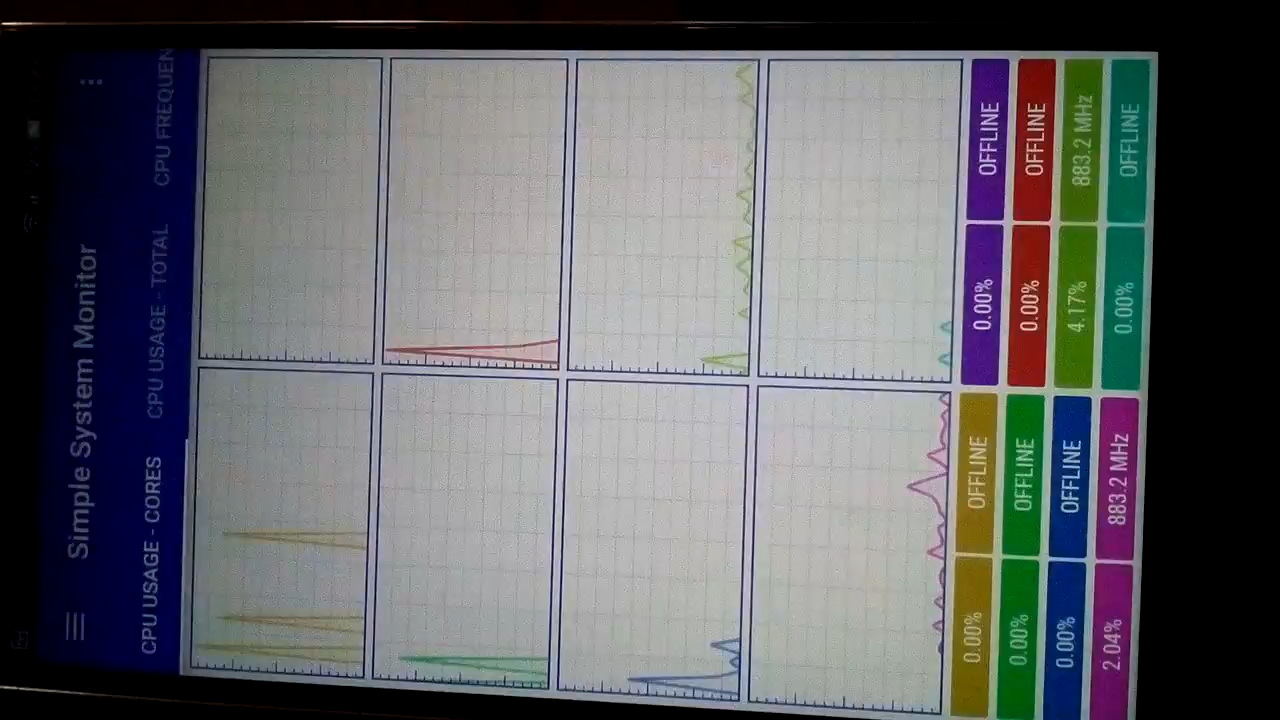 Simple System Monitor
CPU USAGE - CORES CPU USAGE - TOTAL CPU FREQUEN
0.00% OFFLINE 0.00% OFFLINE
0.00% OFFLINE 0.00% OFFLINE
0.00% OFFLINE 4.17% 883.2 MHz
2.04% 883.2 MHz 0.00% OFFLINE